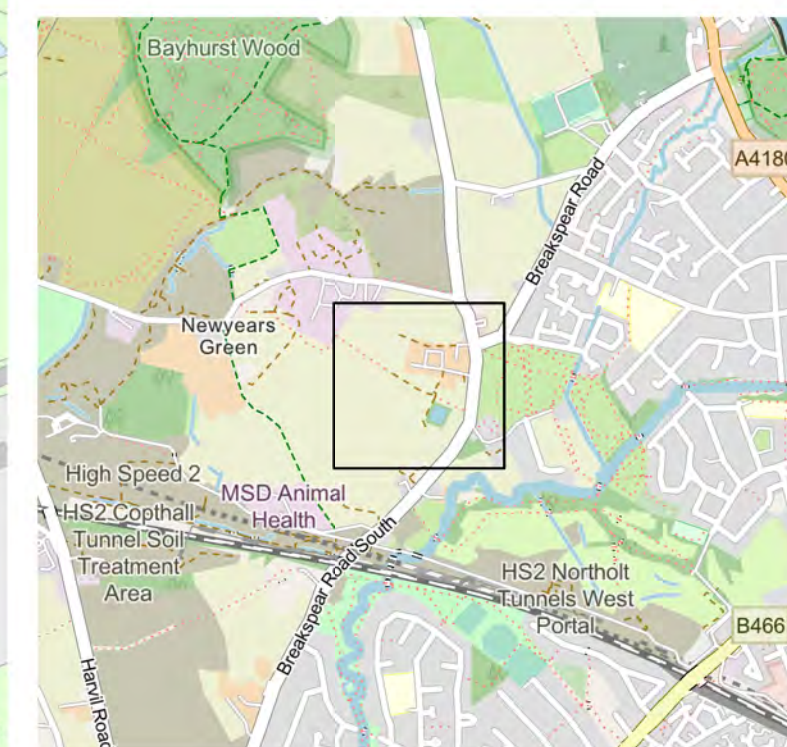 Bayhurst Wood
A4180
Breakspear Road
Newyears
Green
High Speed 2
MSD Animal
Health
HS2 Copthall
Tunnel Soil
Treatment
Area
Breakspear Road South
HS2 Northolt
Tunnels West
Portal
B466
Harvil Road